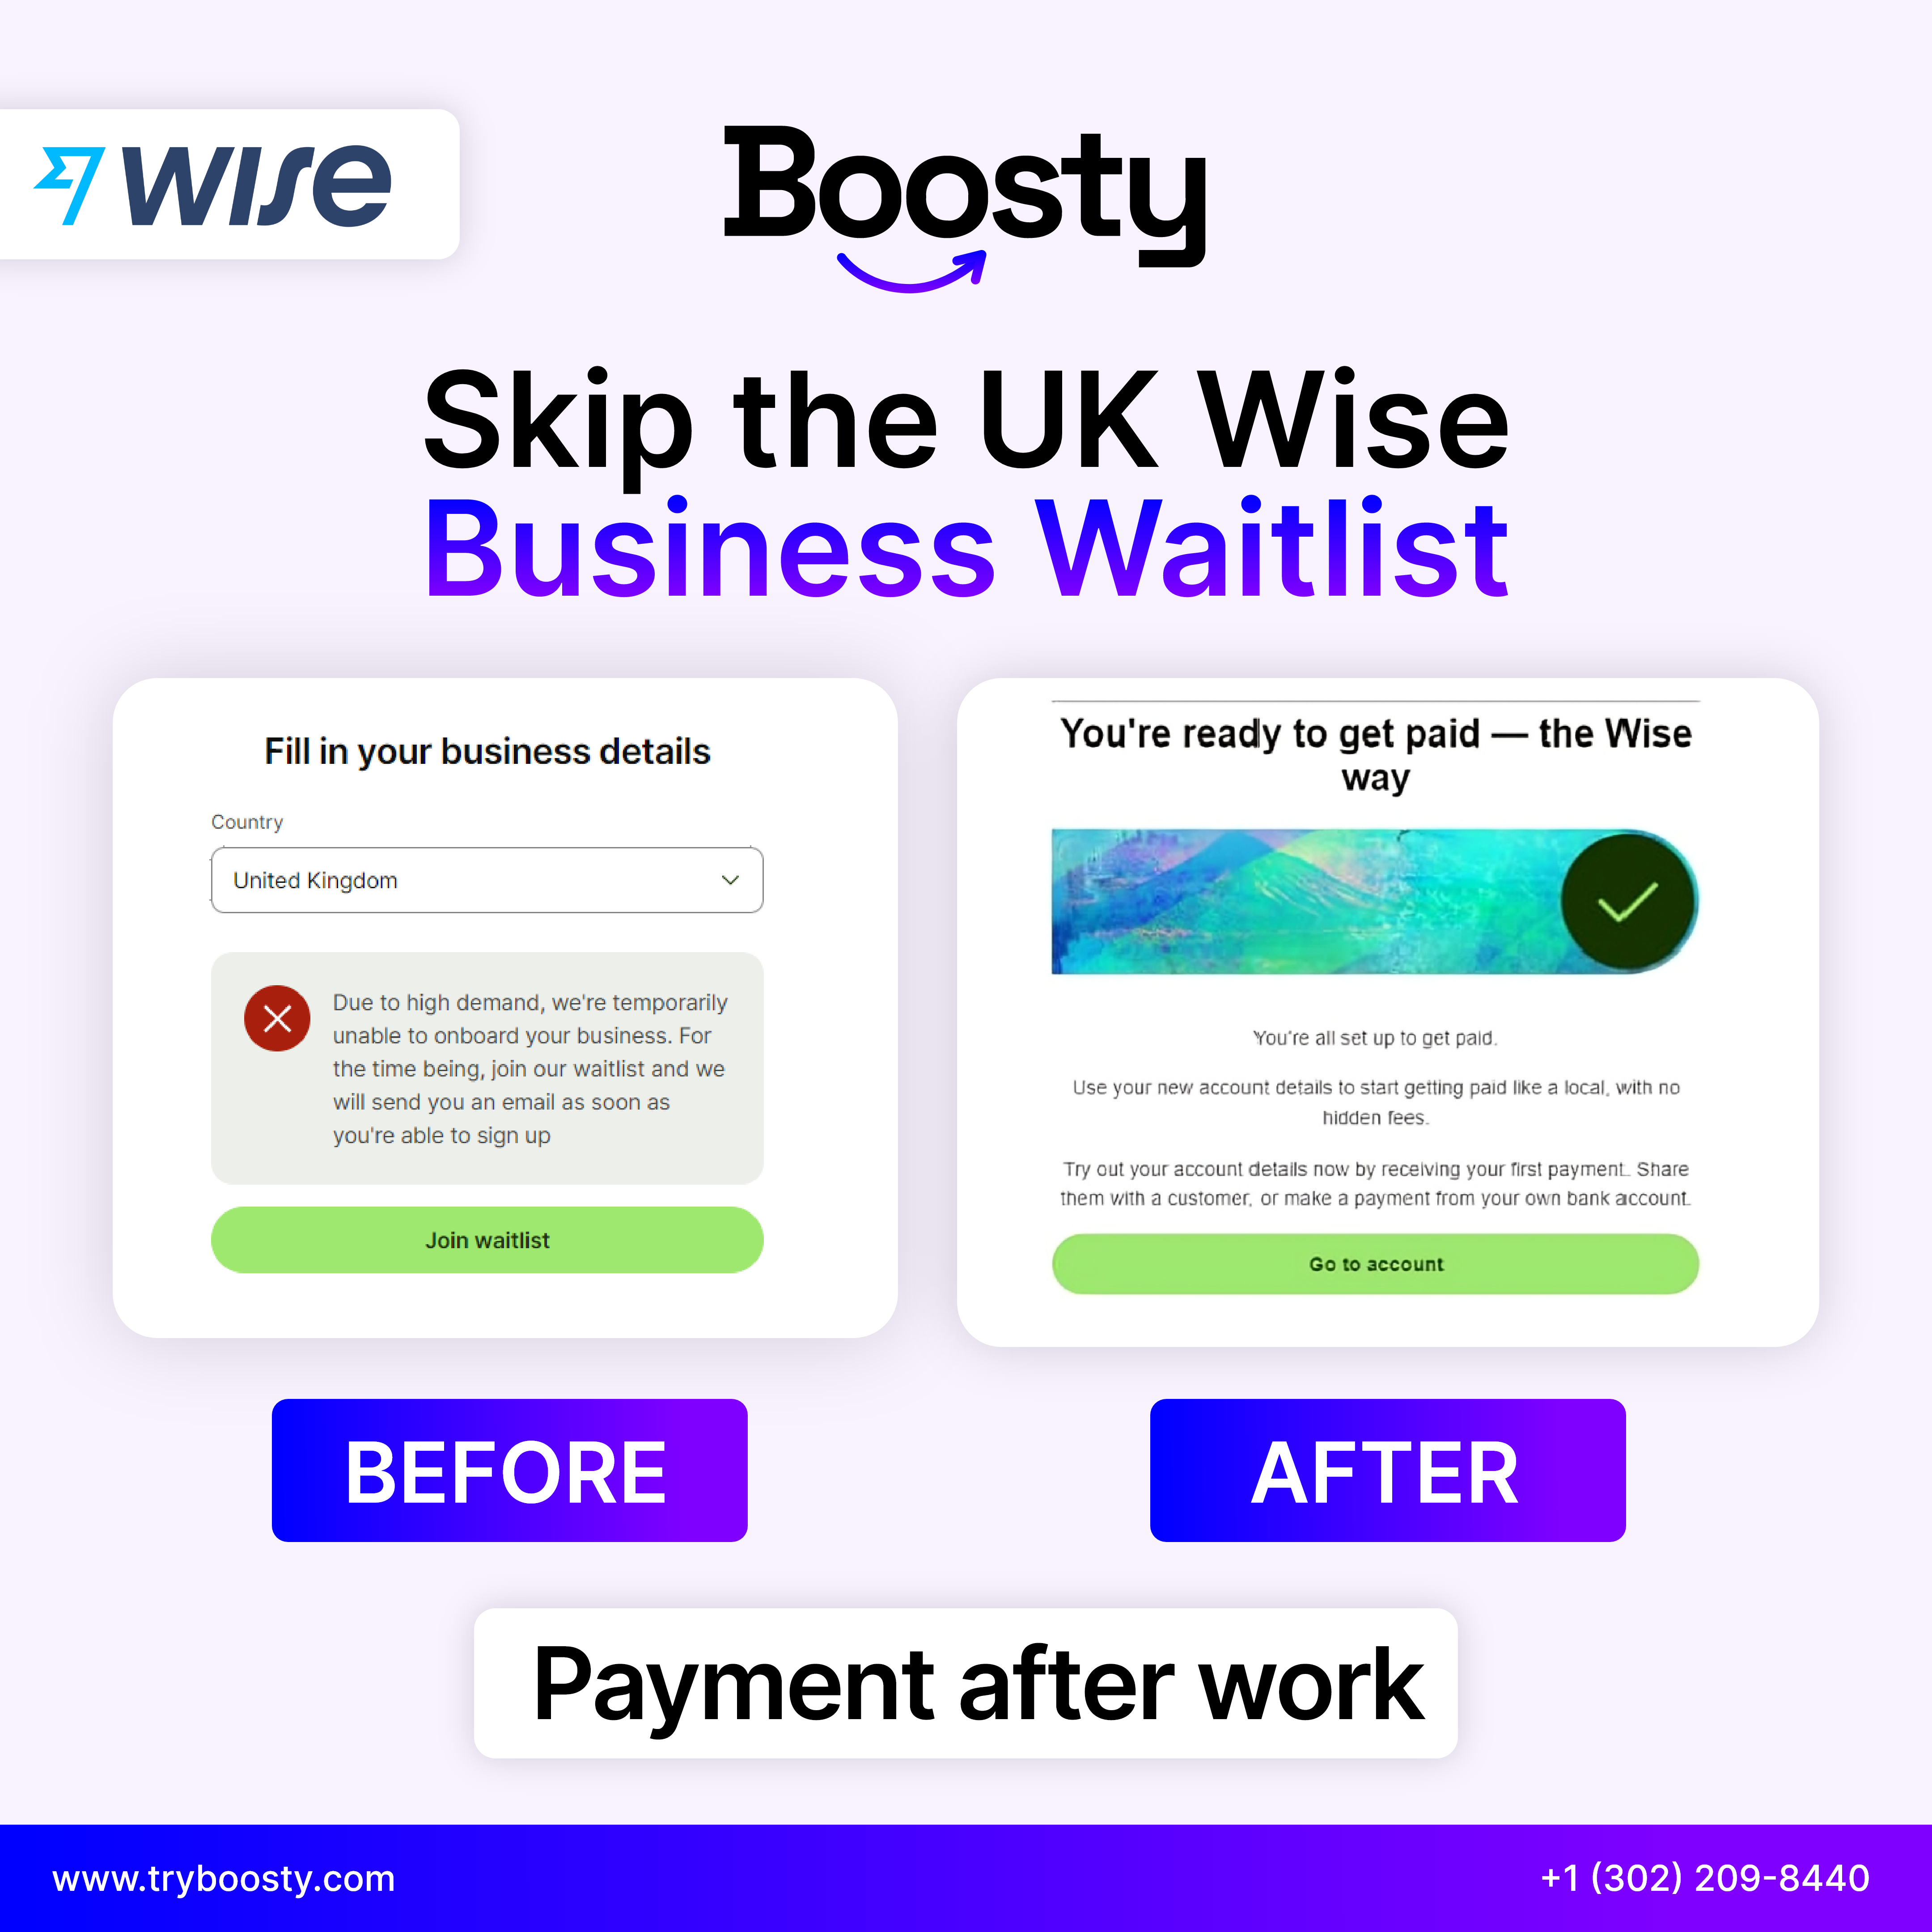 wise
Boosty
Skip the UK Wise
Business Waitlist
Fill in your business details
Country
United Kingdom
Due to high demand, we're temporarily
unable to onboard your business. For
the time being, join our waitlist and we
will send you an email as soon as
you're able to sign up
Join waitlist
BEFORE
You're ready to get paid — the Wise
way
You're all set up to get paid.
Use your new account details to start getting paid like a local, with no
hidden fees.
Try out your account details now by receiving your first payment. Share
them with a customer, or make a payment from your own bank account.
Go to account
AFTER
Payment after work
www.tryboosty.com
+1 (302) 209-8440